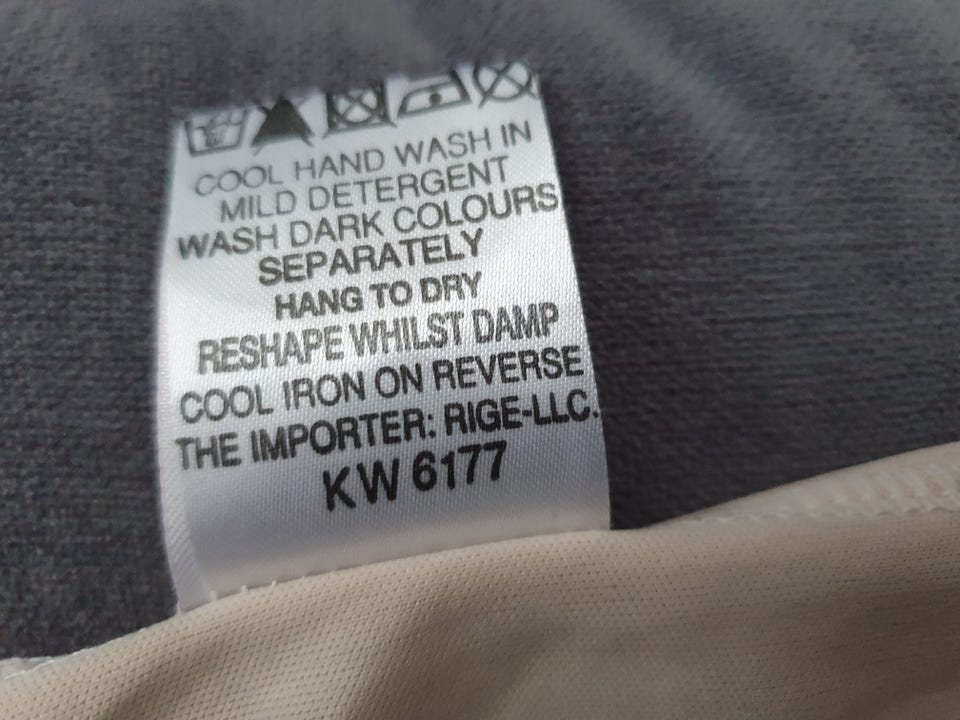 COOL HAND WASH IN
MILD DETERGENT
WASH DARK COLOURS
SEPARATELY
HANG TO DRY
RESHAPE WHILST DAMP
COOL IRON ON REVERSE
THE IMPORTER: RIGE-LLC.
KW 6177